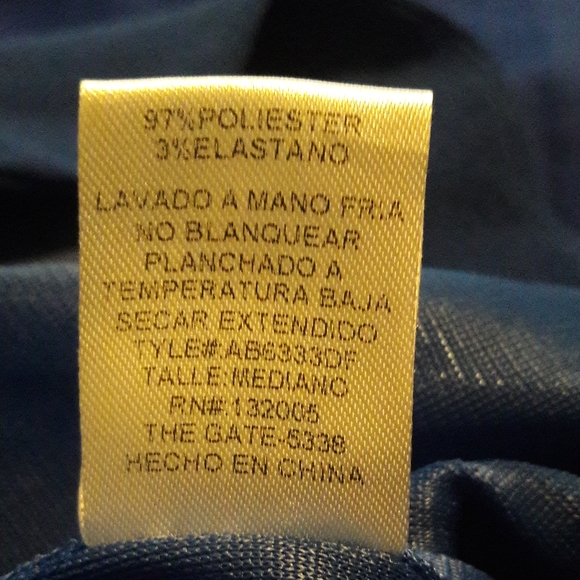 97%POLIESTER
3%ELASTANO
LAVADO A MANO FRIA
NO BLANQUEAR
PLANCHADO A
TEMPERATURA BAJA
SECAR EXTENDIDO
TYLE#:AB6333DF
TALLE:MEDIANO
RN#:132005
THE GATE-5338
HECHO EN CHINA